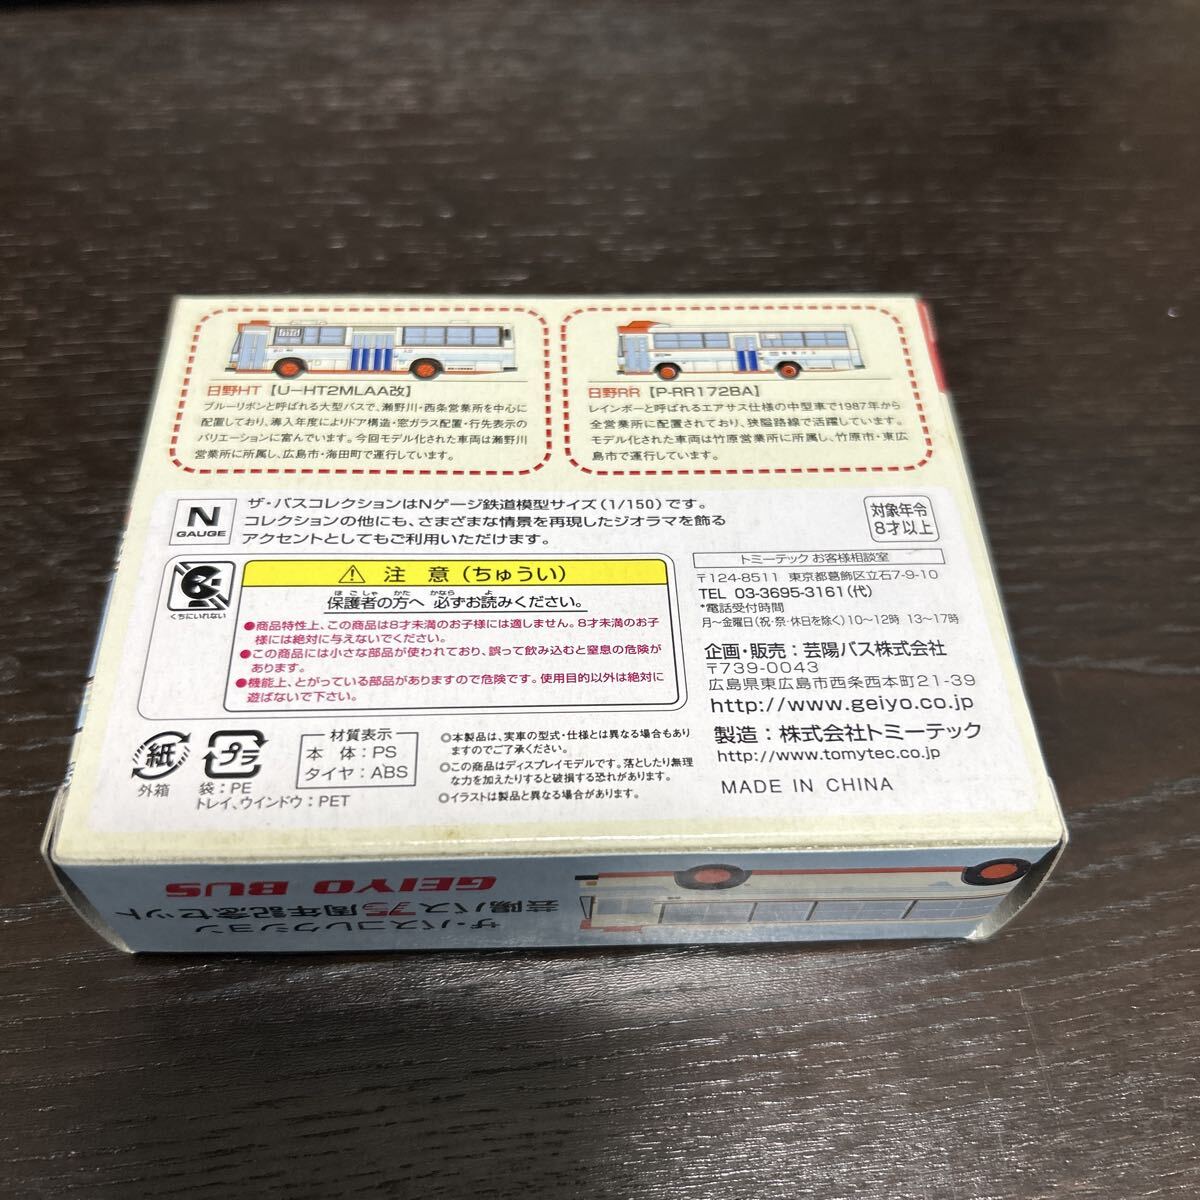 日野HT 【U-HT2MLAA改】
ブルーリボンと呼ばれる大型バスで、瀬野川・西条営業所を中心に
配置しており、導入年度によりドア構造・窓ガラス配置・行先表示の
バリエーションに富んでいます。今回モデル化された車両は瀬野川
営業所に所属し、広島市・海田町で運行しています。
日野RR 【P-RR172BA】
レインボーと呼ばれるエアサス仕様の中型車で1987年から
全営業所に配置されており、狭隘路線で活躍しています。
モデル化された車両は竹原営業所に所属し、竹原市・東広
島市で運行しています。
N
GAUGE
ザ・バスコレクションはNゲージ鉄道模型サイズ(1/150)です。
コレクションの他にも、さまざまな情景を再現したジオラマを飾る
アクセントとしてもご利用いただけます。
対象年令
8才以上
くちにいれない
⚠ 注 意 (ちゅうい)
ほごしゃ かた かなら よ
保護者の方へ 必ずお読みください。
●商品特性上、この商品は8才未満のお子様には適しません。8才未満のお子
様には絶対に与えないでください。
●この商品には小さな部品が使われており、誤って飲み込むと窒息の危険が
あります。
●機能上、とがっている部品がありますので危険です。使用目的以外は絶対に
遊ばないで下さい。
トミーテック お客様相談室
〒124-8511 東京都葛飾区立石7-9-10
TEL 03-3695-3161(代)
*電話受付時間
月〜金曜日(祝・祭・休日を除く)10〜12時 13〜17時
企画・販売：芸陽バス株式会社
〒739-0043
広島県東広島市西条西本町21-39
http://www.geiyo.co.jp
製造：株式会社トミーテック
http://www.tomytec.co.jp
MADE IN CHINA
紙
外箱
プラ
袋：PE
トレイ、ウインドウ：PET
材質表示
本 体：PS
タイヤ：ABS
◎本製品は、実車の型式・仕様とは異なる場合もあり
ますのでご了承ください。
◎この商品はディスプレイモデルです。落としたり無理
な力を加えたりすると破損する恐れがあります。
◎イラストは製品と異なる場合があります。
ザ・バスコレクション
芸陽バス75周年記念セット
GEIYO BUS